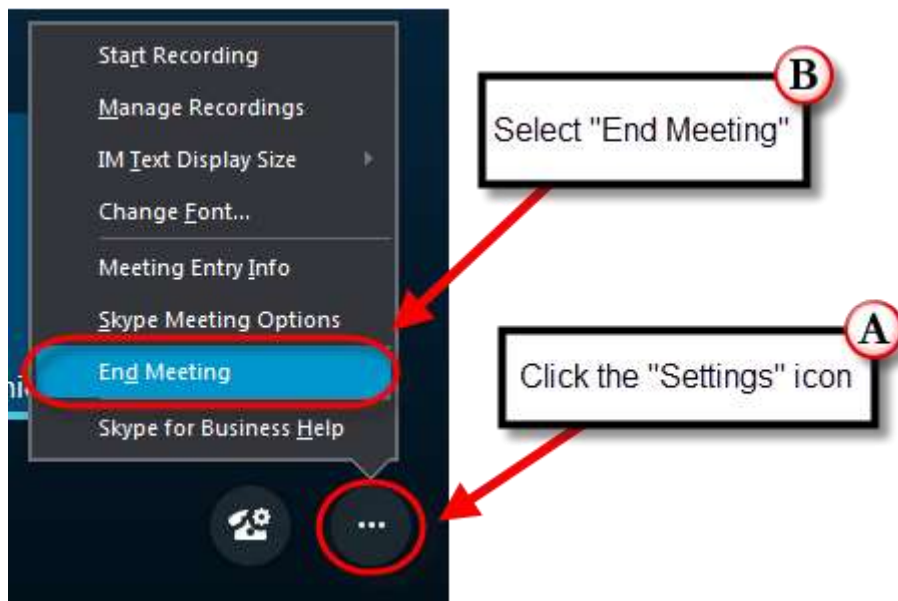 Start Recording
Manage Recordings
IM Text Display Size
Change Font...
Meeting Entry Info
Skype Meeting Options
End Meeting
Skype for Business Help
B
Select "End Meeting"
A
Click the "Settings" icon